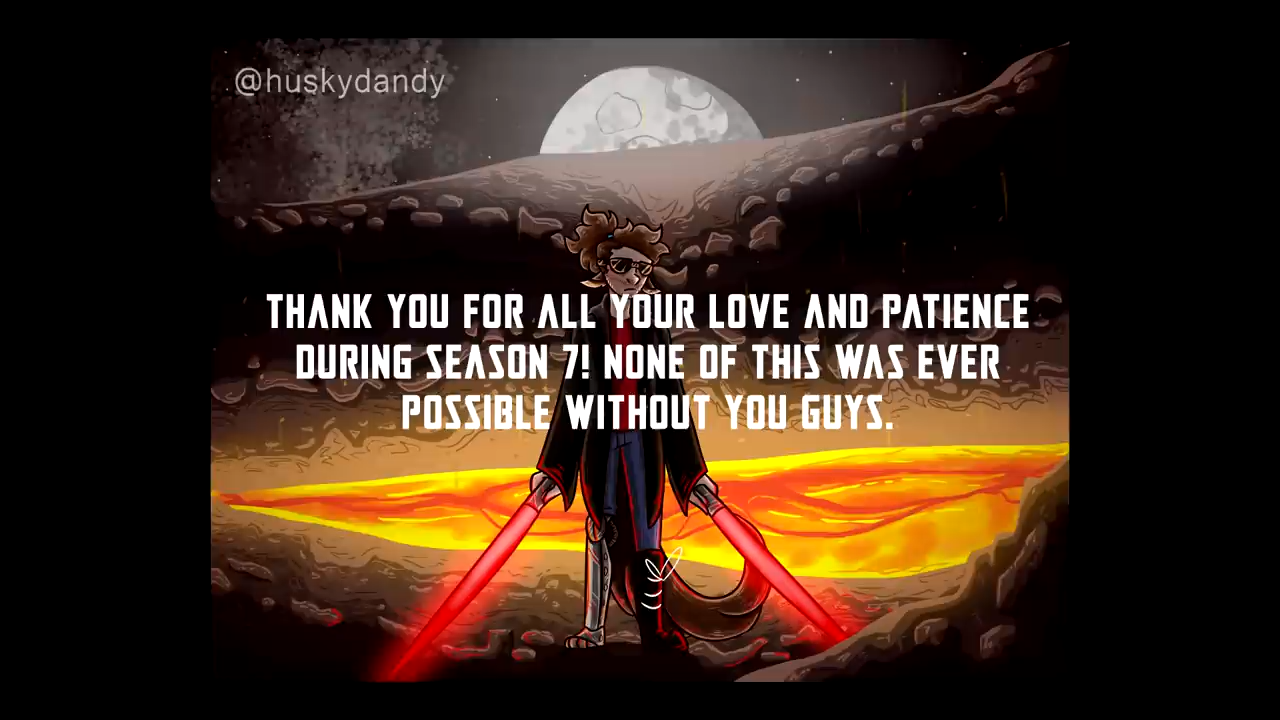 @huskydandy
THANK YOU FOR ALL YOUR LOVE AND PATIENCE
DURING SEASON 7! NONE OF THIS WAS EVER
POSSIBLE WITHOUT YOU GUYS.